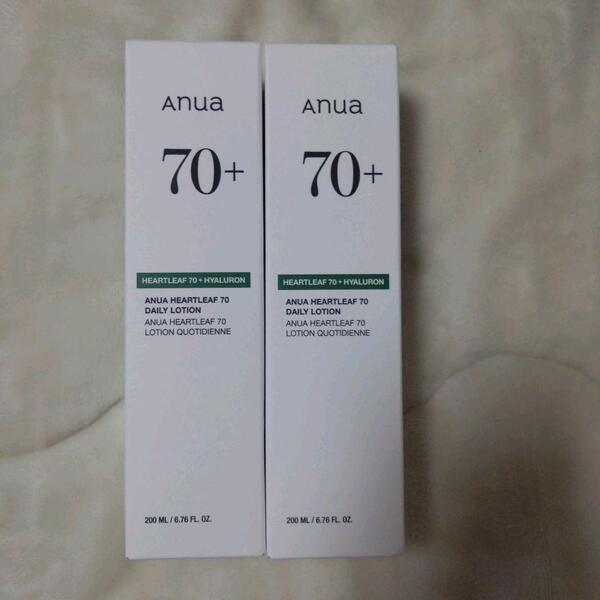 Anua
70+
HEARTLEAF 70 + HYALURON
ANUA HEARTLEAF 70
DAILY LOTION
ANUA HEARTLEAF 70
LOTION QUOTIDIENNE
200 ML / 6.76 FL. OZ.
Anua
70+
HEARTLEAF 70 + HYALURON
ANUA HEARTLEAF 70
DAILY LOTION
ANUA HEARTLEAF 70
LOTION QUOTIDIENNE
200 ML / 6.76 FL. OZ.